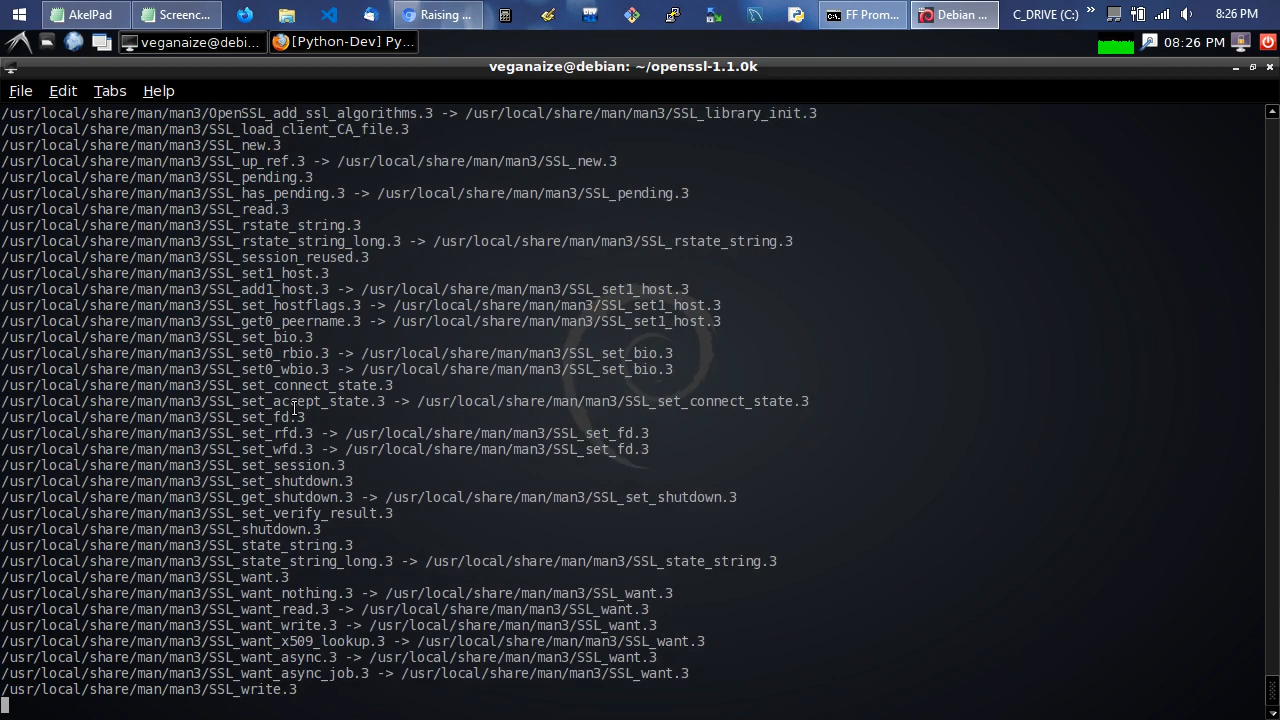 AkelPad
Screenc...
Raising ...
FF Prom...
Debian ...
C_DRIVE (C:)
»
8:26 PM
veganaize@debi...
[Python-Dev] Py...
08:26 PM
veganaize@debian: ~/openssl-1.1.0k
File Edit Tabs Help
/usr/local/share/man/man3/OpenSSL_add_ssl_algorithms.3 -> /usr/local/share/man/man3/SSL_library_init.3
/usr/local/share/man/man3/SSL_load_client_CA_file.3
/usr/local/share/man/man3/SSL_new.3
/usr/local/share/man/man3/SSL_up_ref.3 -> /usr/local/share/man/man3/SSL_new.3
/usr/local/share/man/man3/SSL_pending.3
/usr/local/share/man/man3/SSL_has_pending.3 -> /usr/local/share/man/man3/SSL_pending.3
/usr/local/share/man/man3/SSL_read.3
/usr/local/share/man/man3/SSL_rstate_string.3
/usr/local/share/man/man3/SSL_rstate_string_long.3 -> /usr/local/share/man/man3/SSL_rstate_string.3
/usr/local/share/man/man3/SSL_session_reused.3
/usr/local/share/man/man3/SSL_set1_host.3
/usr/local/share/man/man3/SSL_add1_host.3 -> /usr/local/share/man/man3/SSL_set1_host.3
/usr/local/share/man/man3/SSL_set_hostflags.3 -> /usr/local/share/man/man3/SSL_set1_host.3
/usr/local/share/man/man3/SSL_get0_peername.3 -> /usr/local/share/man/man3/SSL_set1_host.3
/usr/local/share/man/man3/SSL_set_bio.3
/usr/local/share/man/man3/SSL_set0_rbio.3 -> /usr/local/share/man/man3/SSL_set_bio.3
/usr/local/share/man/man3/SSL_set0_wbio.3 -> /usr/local/share/man/man3/SSL_set_bio.3
/usr/local/share/man/man3/SSL_set_connect_state.3
/usr/local/share/man/man3/SSL_set_accept_state.3 -> /usr/local/share/man/man3/SSL_set_connect_state.3
/usr/local/share/man/man3/SSL_set_fd.3
/usr/local/share/man/man3/SSL_set_rfd.3 -> /usr/local/share/man/man3/SSL_set_fd.3
/usr/local/share/man/man3/SSL_set_wfd.3 -> /usr/local/share/man/man3/SSL_set_fd.3
/usr/local/share/man/man3/SSL_set_session.3
/usr/local/share/man/man3/SSL_set_shutdown.3
/usr/local/share/man/man3/SSL_get_shutdown.3 -> /usr/local/share/man/man3/SSL_set_shutdown.3
/usr/local/share/man/man3/SSL_set_verify_result.3
/usr/local/share/man/man3/SSL_shutdown.3
/usr/local/share/man/man3/SSL_state_string.3
/usr/local/share/man/man3/SSL_state_string_long.3 -> /usr/local/share/man/man3/SSL_state_string.3
/usr/local/share/man/man3/SSL_want.3
/usr/local/share/man/man3/SSL_want_nothing.3 -> /usr/local/share/man/man3/SSL_want.3
/usr/local/share/man/man3/SSL_want_read.3 -> /usr/local/share/man/man3/SSL_want.3
/usr/local/share/man/man3/SSL_want_write.3 -> /usr/local/share/man/man3/SSL_want.3
/usr/local/share/man/man3/SSL_want_x509_lookup.3 -> /usr/local/share/man/man3/SSL_want.3
/usr/local/share/man/man3/SSL_want_async.3 -> /usr/local/share/man/man3/SSL_want.3
/usr/local/share/man/man3/SSL_want_async_job.3 -> /usr/local/share/man/man3/SSL_want.3
/usr/local/share/man/man3/SSL_write.3